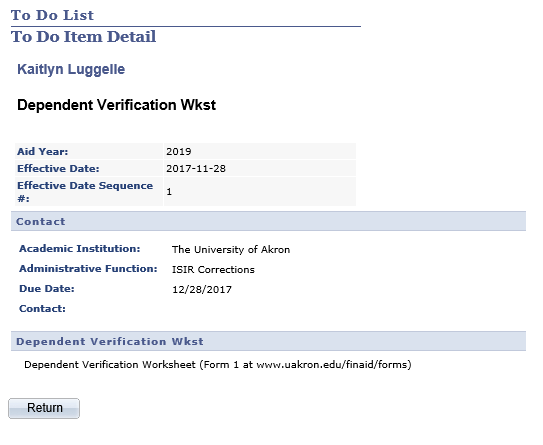 To Do List
To Do Item Detail
Kaitlyn Luggelle
Dependent Verification Wkst
Aid Year: 2019
Effective Date: 2017-11-28
Effective Date Sequence #: 1
Contact
Academic Institution: The University of Akron
Administrative Function: ISIR Corrections
Due Date: 12/28/2017
Contact:
Dependent Verification Wkst
Dependent Verification Worksheet (Form 1 at www.uakron.edu/finaid/forms)
Return